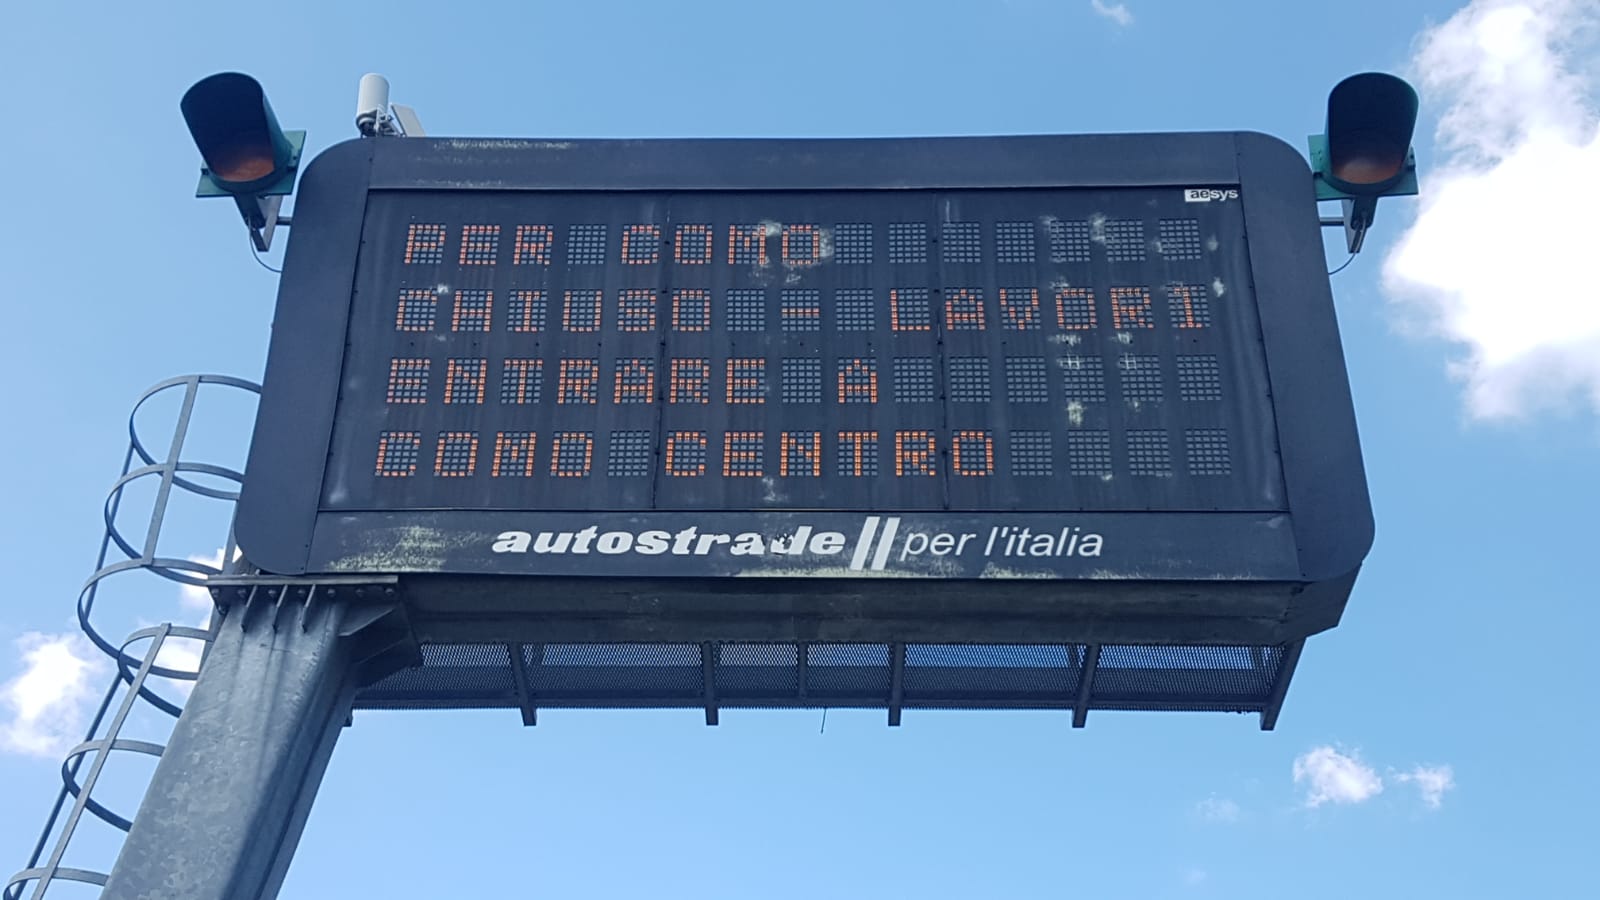 aesys
PER COMO
CHIUSO - LAVORI
ENTRARE A
COMO CENTRO
autostrade // per l'italia